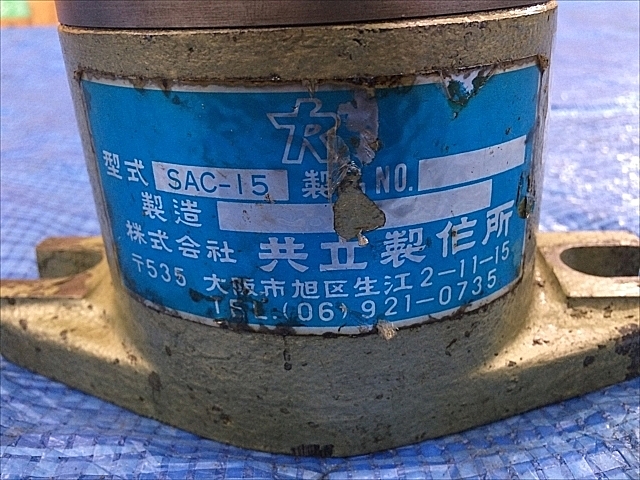 型式 SAC-15 製 NO.
製造
株式会社 共立製作所
〒535 大阪市旭区生江2-11-15
TEL.(06)921-0735